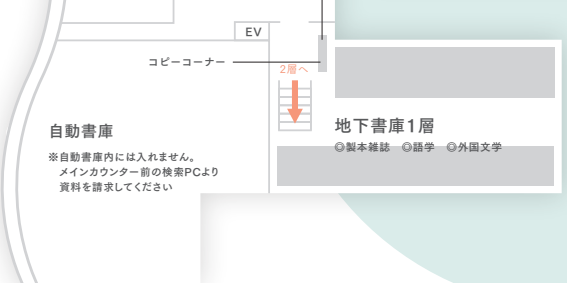 EV
コピーコーナー
2層へ
自動書庫
※自動書庫内には入れません。
メインカウンター前の検索PCより
資料を請求してください
地下書庫1層
◎製本雑誌 ◎語学 ◎外国文学